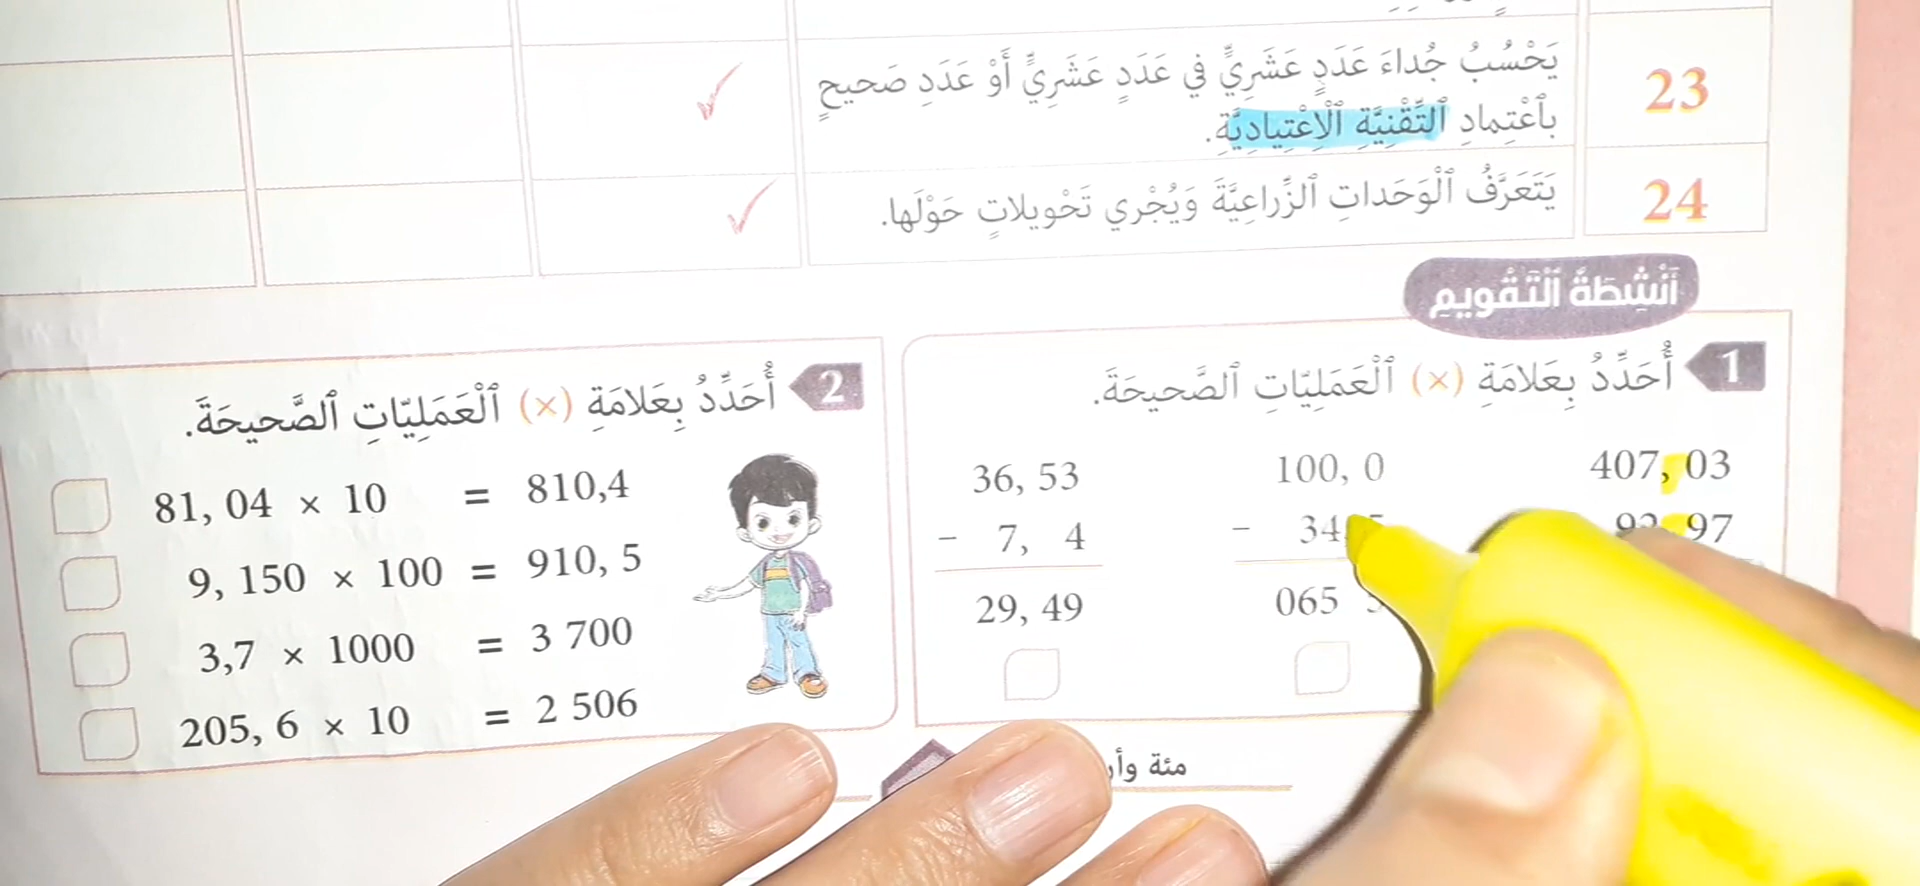 23
يَحْسُبُ جُداءَ عَدَدٍ عَشَرِيٍّ في عَدَدٍ عَشَرِيٍّ أَوْ عَدَدِ صَحيحٍ
بِٱعْتِمادِ ٱلتِّقْنِيَّةِ ٱلِٱعْتِيادِيَّةِ.
24
يَتَعَرَّفُ ٱلْوَحَداتِ ٱلزِّراعِيَّةَ وَيُجْري تَحْويلاتٍ حَوْلَها.
أَنْشِطَةُ ٱلتَّقْويمِ
1
أُحَدِّدُ بِعَلامَةِ (×) ٱلْعَمَلِيّاتِ ٱلصَّحيحَةَ.
36, 53 100, 0 407, 03
- 7, 4 - 34 97
29, 49 065
2
أُحَدِّدُ بِعَلامَةِ (×) ٱلْعَمَلِيّاتِ ٱلصَّحيحَةَ.
81, 04 × 10 = 810,4
9, 150 × 100 = 910, 5
3,7 × 1000 = 3 700
205, 6 × 10 = 2 506
مئة